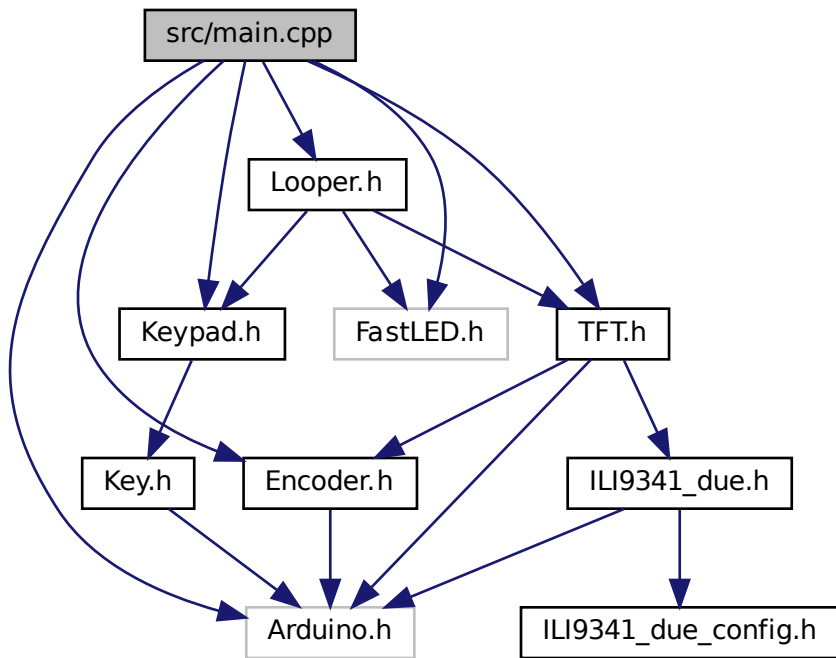 src/main.cpp
Looper.h
Keypad.h
FastLED.h
TFT.h
Key.h
Encoder.h
ILI9341_due.h
Arduino.h
ILI9341_due_config.h